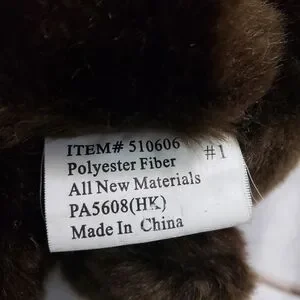 ITEM# 510606 #1
Polyester Fiber
All New Materials
PA5608(HK)
Made In China